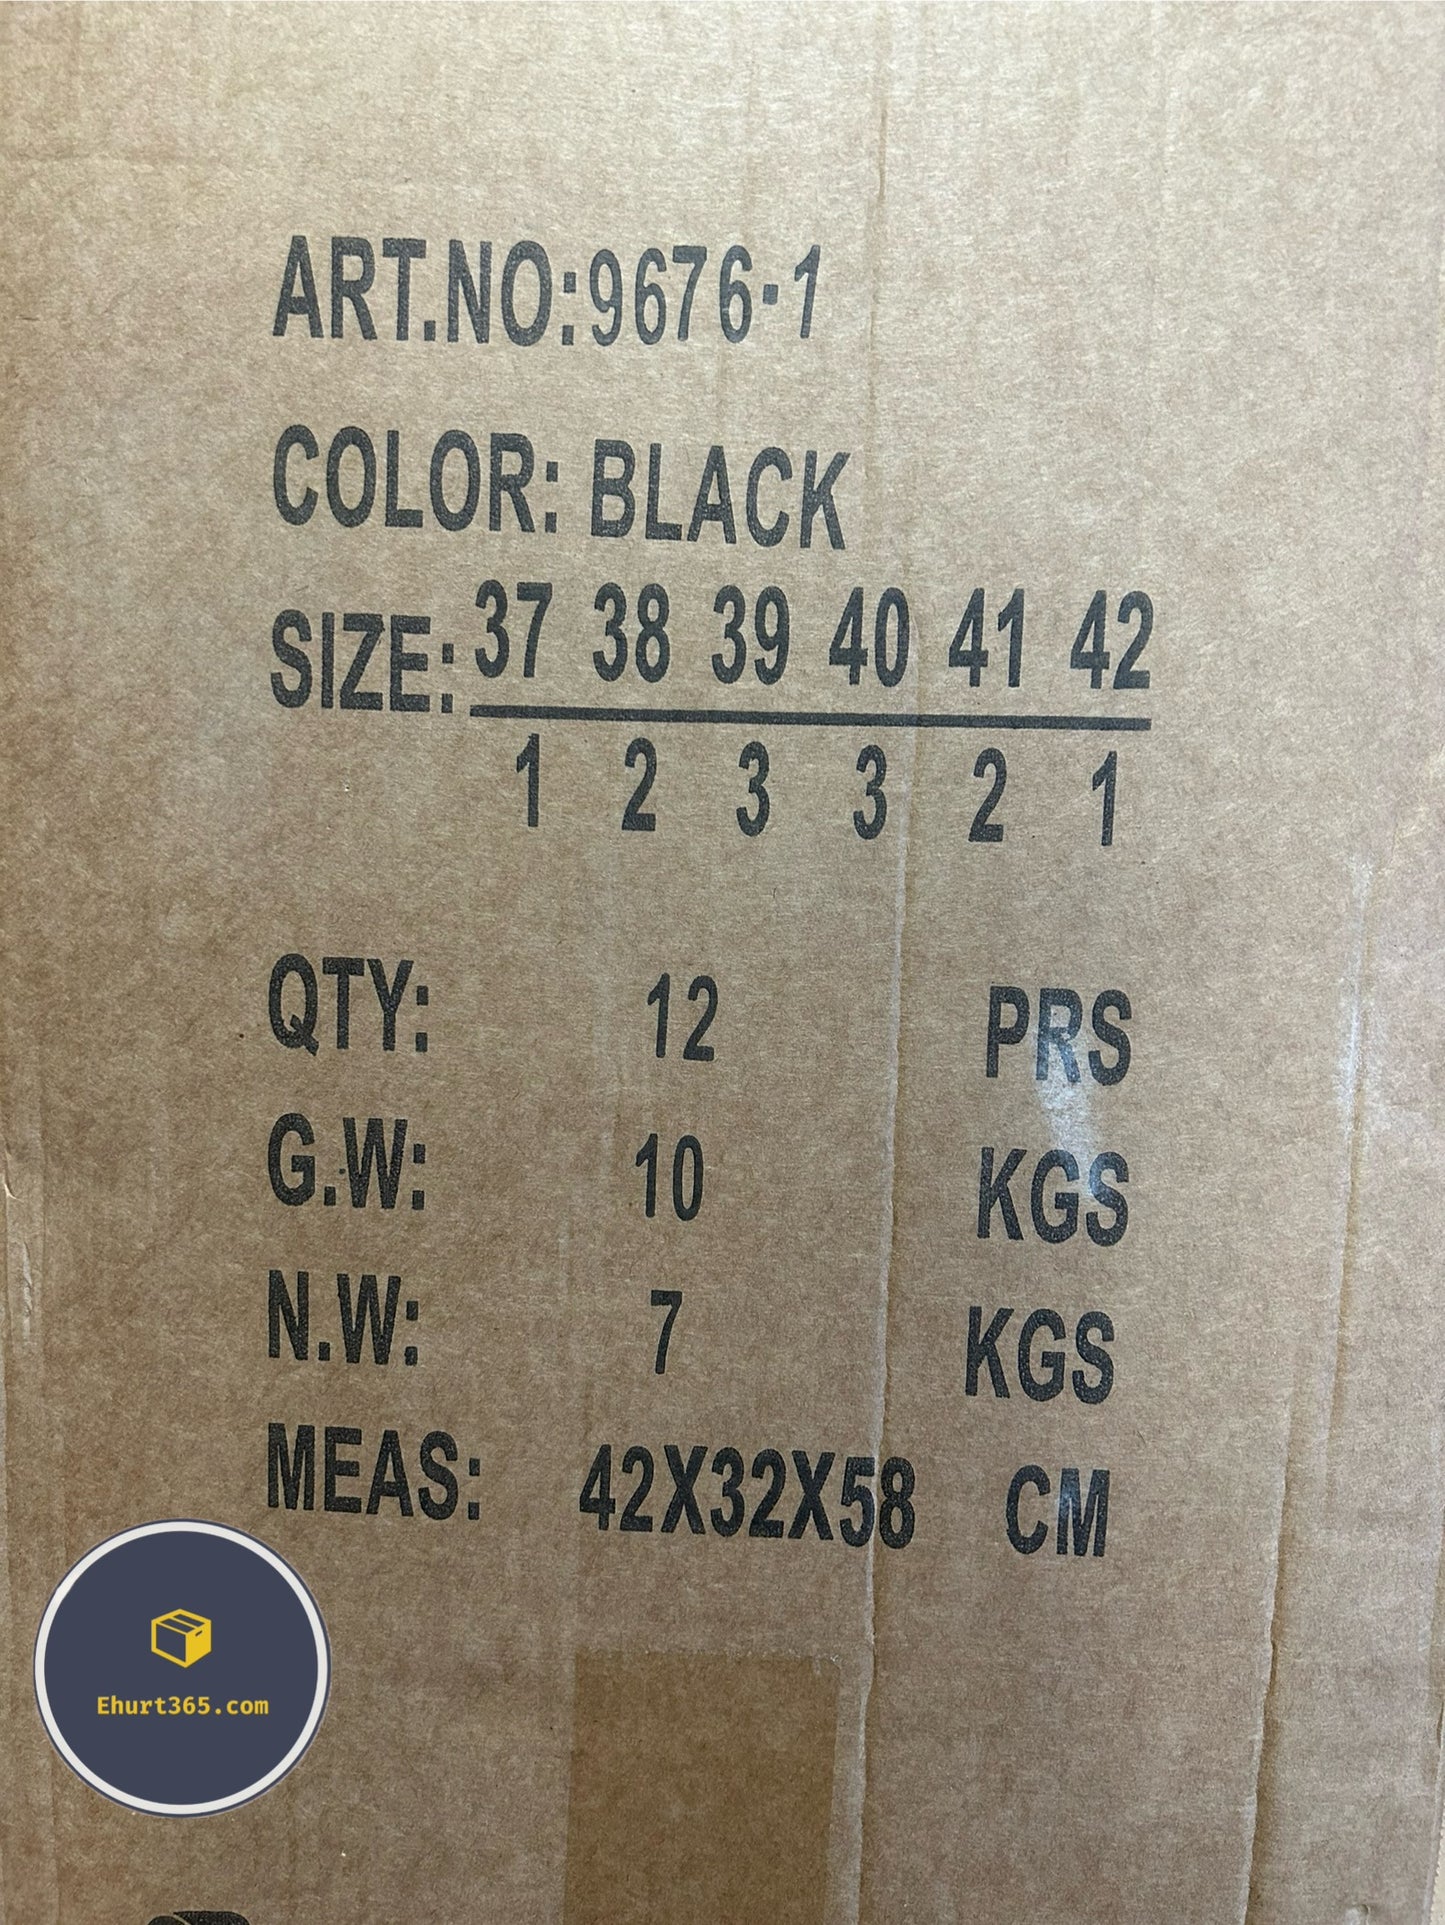 ART.NO:9676-1
COLOR: BLACK
SIZE: 37 38 39 40 41 42
1 2 3 3 2 1
QTY: 12 PRS
G.W: 10 KGS
N.W: 7 KGS
MEAS: 42X32X58 CM
Ehurt365.com